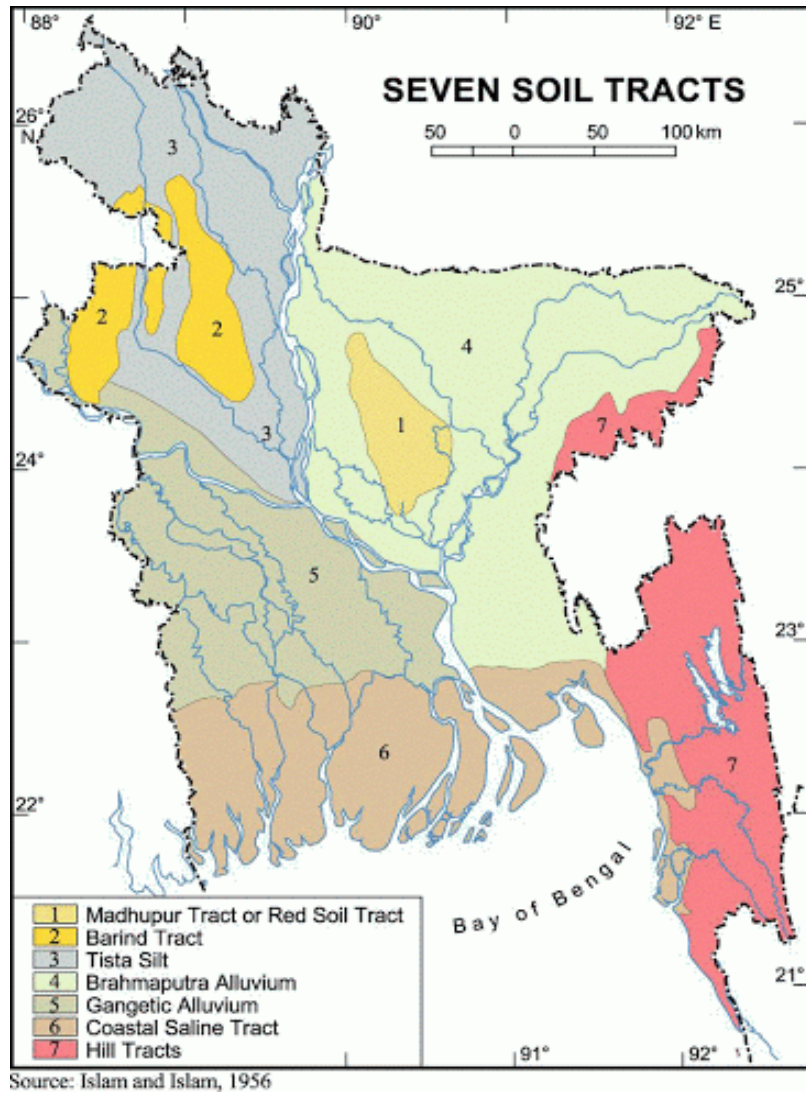 88° 90° 92° E
SEVEN SOIL TRACTS
26°
N
50 0 50 100 km
3
25°
2
2
4
1
7
24°
3
5
23°
6
7
22°
Bay of Bengal
1 Madhupur Tract or Red Soil Tract
2 Barind Tract
3 Tista Silt
4 Brahmaputra Alluvium
5 Gangetic Alluvium
6 Coastal Saline Tract
7 Hill Tracts
21°
90° 91° 92°
Source: Islam and Islam, 1956